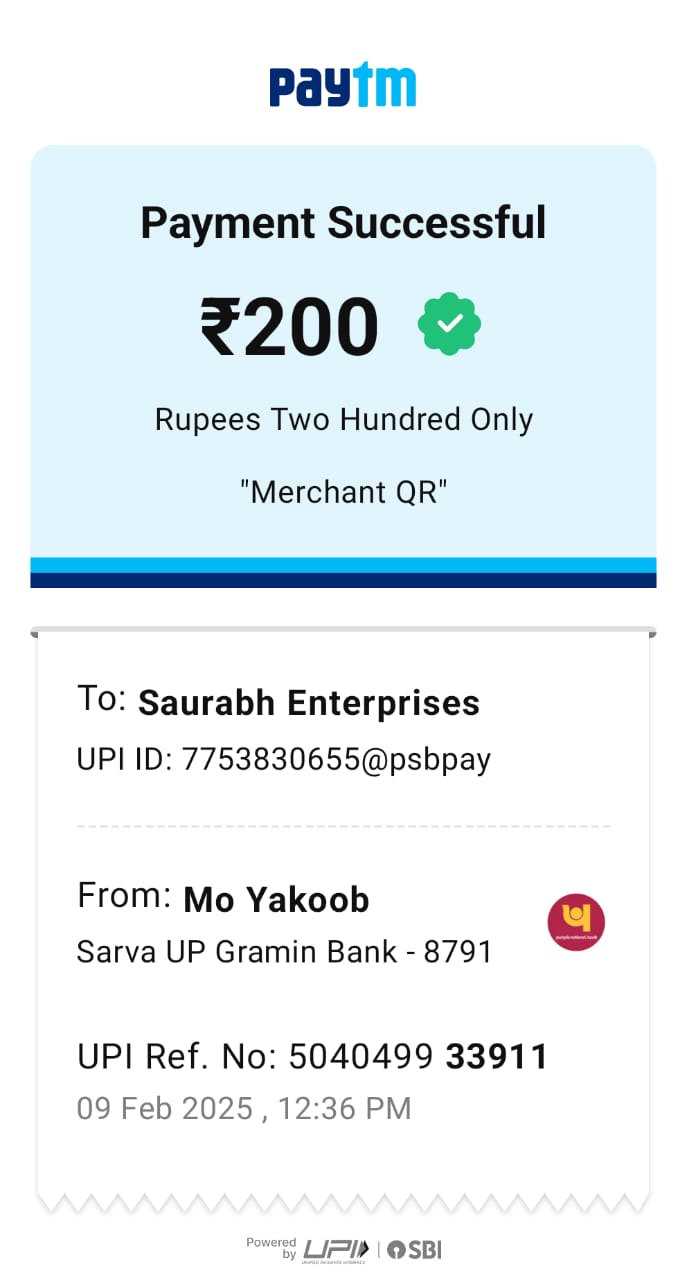 paytm
Payment Successful
₹200
Rupees Two Hundred Only
"Merchant QR"
To: Saurabh Enterprises
UPI ID: 7753830655@psbpay
From: Mo Yakoob
Sarva UP Gramin Bank - 8791
UPI Ref. No: 5040499 33911
09 Feb 2025 , 12:36 PM
Powered by UPI | SBI